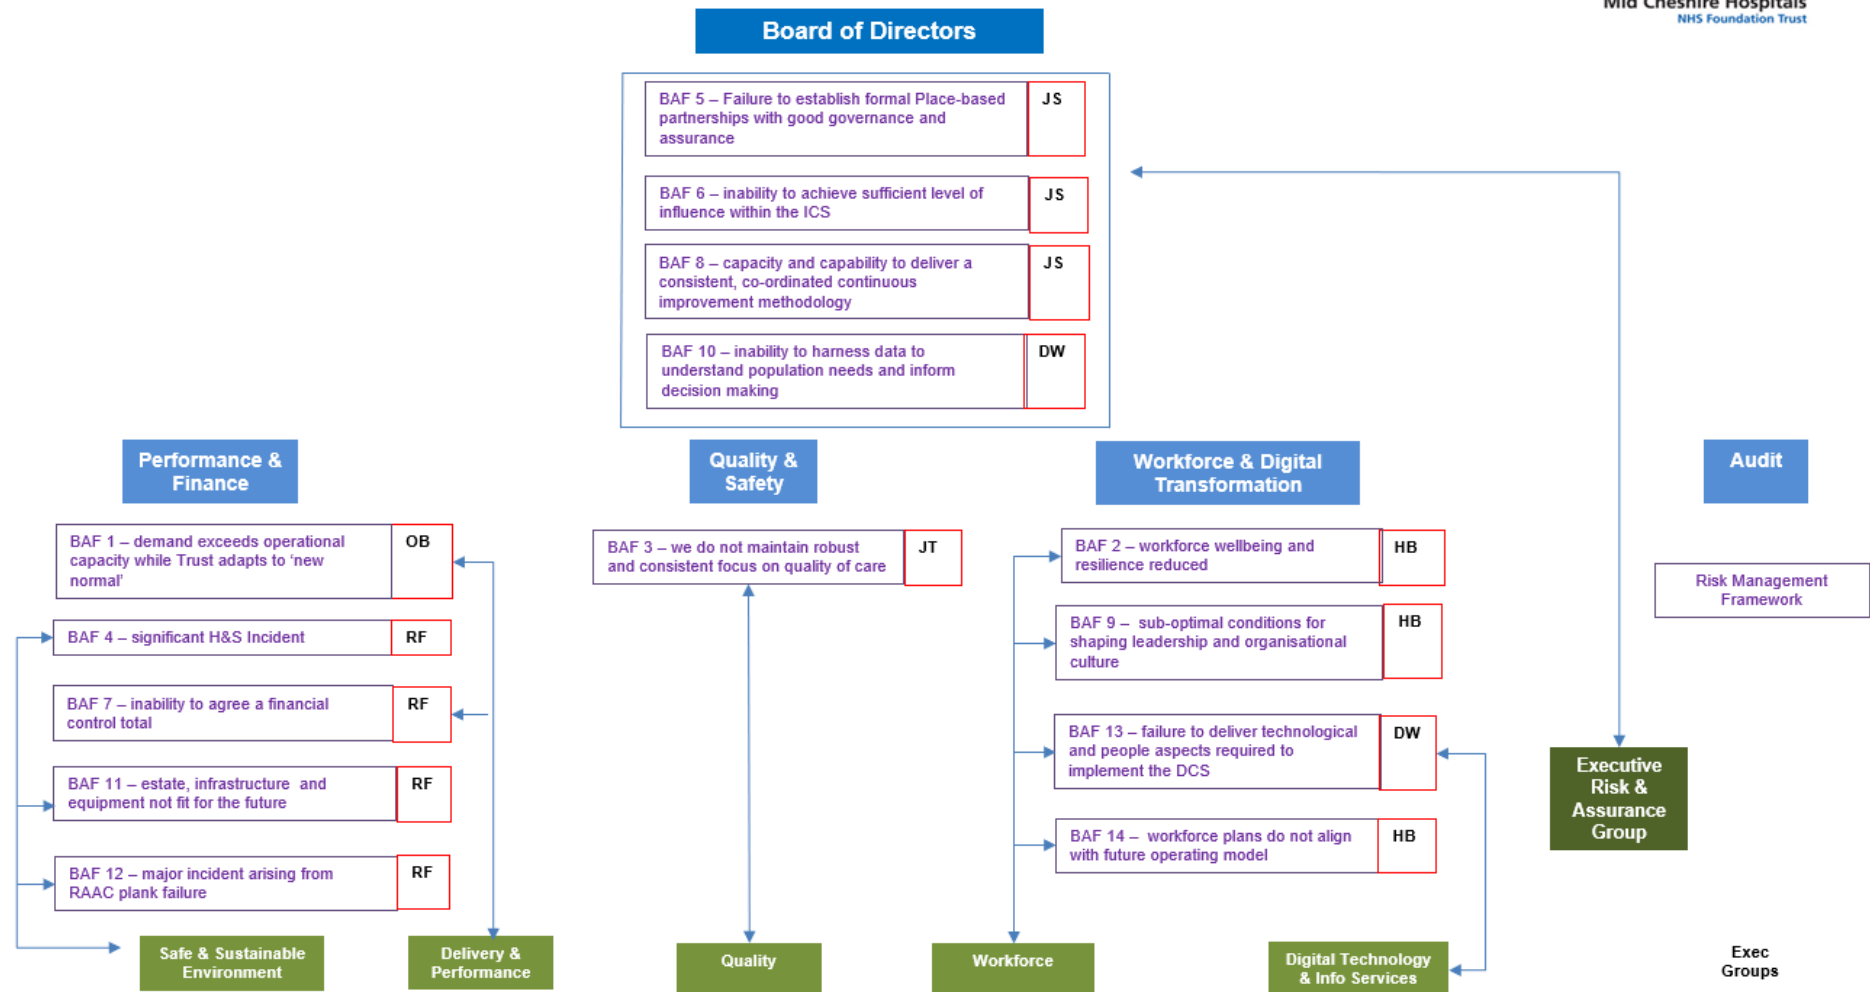 Mid Cheshire Hospitals
NHS Foundation Trust
Board of Directors
BAF 5 – Failure to establish formal Place-based
partnerships with good governance and
assurance
JS
BAF 6 – inability to achieve sufficient level of
influence within the ICS
JS
BAF 8 – capacity and capability to deliver a
consistent, co-ordinated continuous
improvement methodology
JS
BAF 10 – inability to harness data to
understand population needs and inform
decision making
DW
Performance &
Finance
BAF 1 – demand exceeds operational
capacity while Trust adapts to ‘new
normal’
OB
BAF 4 – significant H&S Incident
RF
BAF 7 – inability to agree a financial
control total
RF
BAF 11 – estate, infrastructure and
equipment not fit for the future
RF
BAF 12 – major incident arising from
RAAC plank failure
RF
Safe & Sustainable
Environment
Delivery &
Performance
Quality &
Safety
BAF 3 – we do not maintain robust
and consistent focus on quality of care
JT
Quality
Workforce & Digital
Transformation
BAF 2 – workforce wellbeing and
resilience reduced
HB
BAF 9 – sub-optimal conditions for
shaping leadership and organisational
culture
HB
BAF 13 – failure to deliver technological
and people aspects required to
implement the DCS
DW
BAF 14 – workforce plans do not align
with future operating model
HB
Workforce
Digital Technology
& Info Services
Audit
Risk Management
Framework
Executive
Risk &
Assurance
Group
Exec
Groups